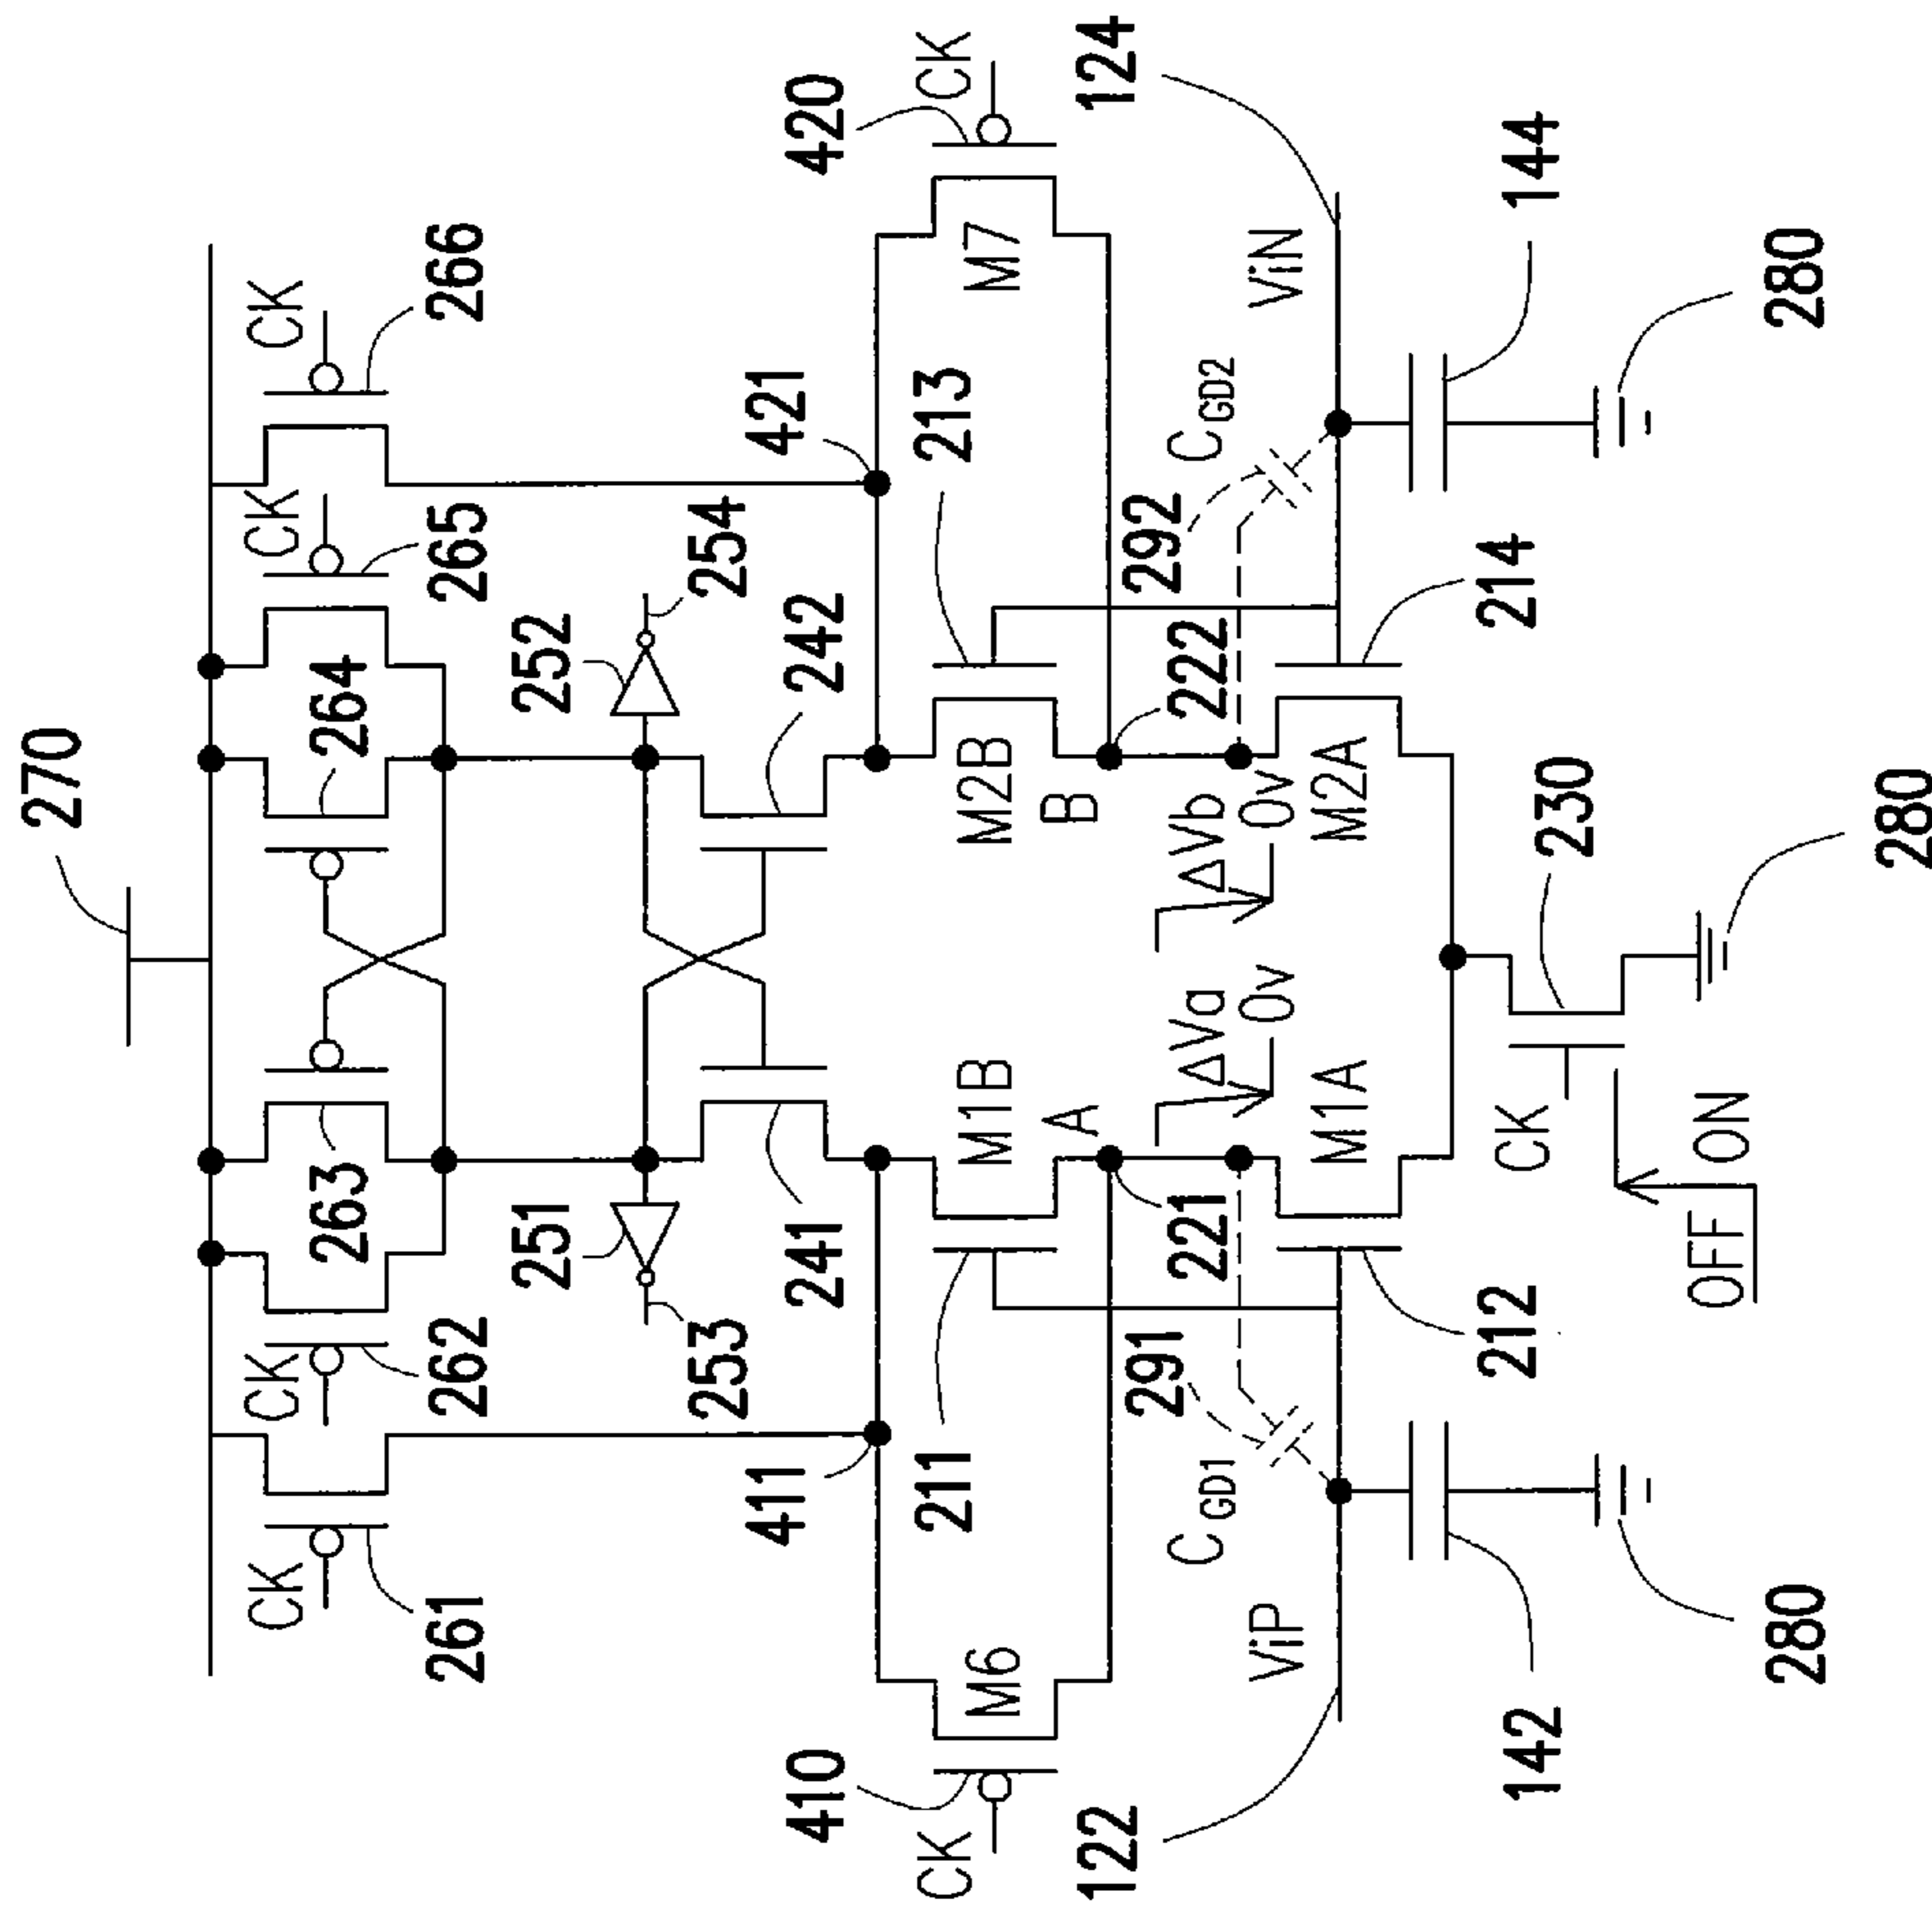 270
CK
261
CK
262
263
264
CK
265
CK
266
251
253
252
254
241
242
411
421
410
CK
M6
211
M1B
A
M2B
B
213
M7
420
CK
122
ViP
CGD1
291
221
ΔVa
0v
M1A
ΔVb
0v
M2A
222
292
CGD2
ViN
124
142
280
212
CK
OFF
ON
230
280
214
144
280